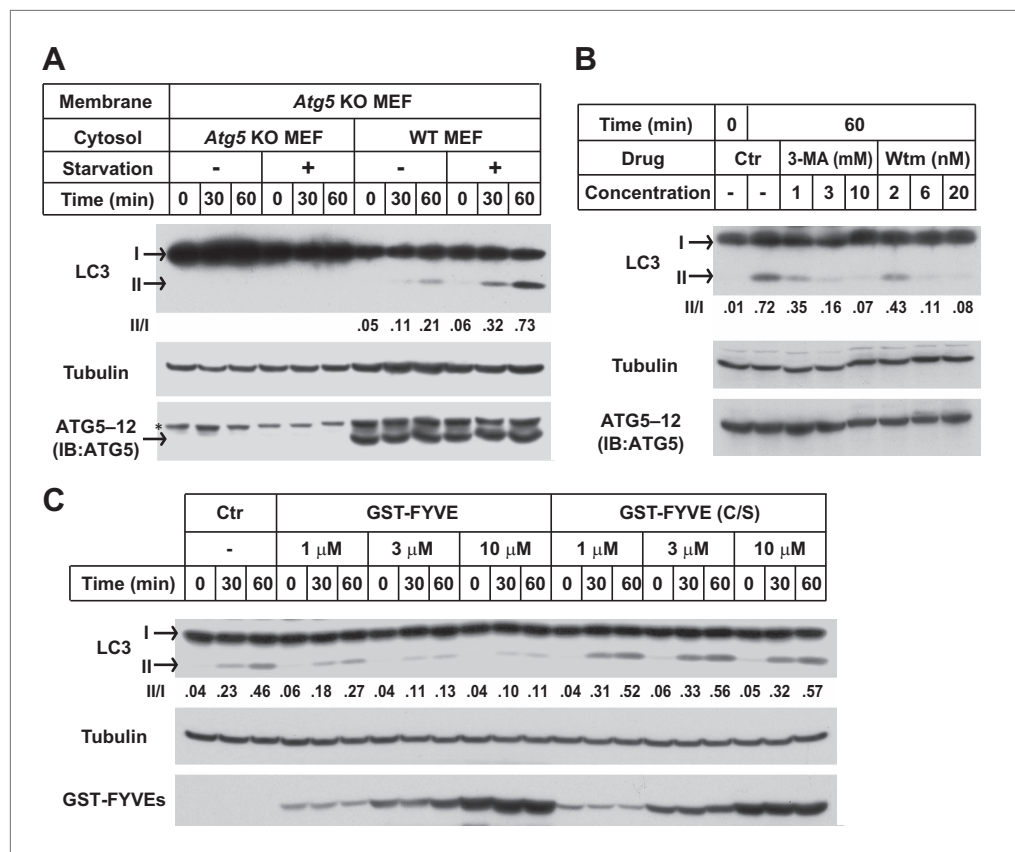 A
Membrane Atg5 KO MEF
Cytosol Atg5 KO MEF WT MEF
Starvation - + - +
Time (min) 0 30 60 0 30 60 0 30 60 0 30 60
I
LC3
II
II/I .05 .11 .21 .06 .32 .73
Tubulin
ATG5–12 *
(IB:ATG5)
B
Time (min) 0 60
Drug Ctr 3-MA (mM) Wtm (nM)
Concentration - - 1 3 10 2 6 20
I
LC3
II
II/I .01 .72 .35 .16 .07 .43 .11 .08
Tubulin
ATG5–12
(IB:ATG5)
C
Ctr GST-FYVE GST-FYVE (C/S)
- 1 μM 3 μM 10 μM 1 μM 3 μM 10 μM
Time (min) 0 30 60 0 30 60 0 30 60 0 30 60 0 30 60 0 30 60 0 30 60
I
LC3
II
II/I .04 .23 .46 .06 .18 .27 .04 .11 .13 .04 .10 .11 .04 .31 .52 .06 .33 .56 .05 .32 .57
Tubulin
GST-FYVEs